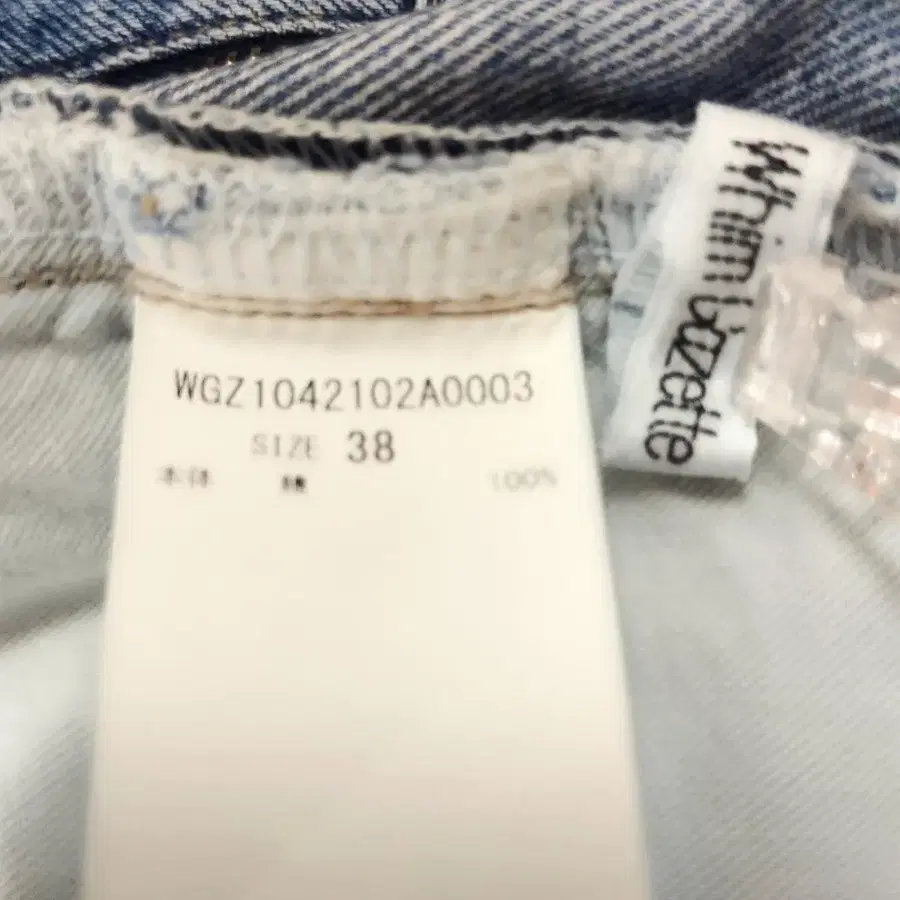 WGZ1042102A0003
SIZE 38
本体 綿 100%
Whim Gazette